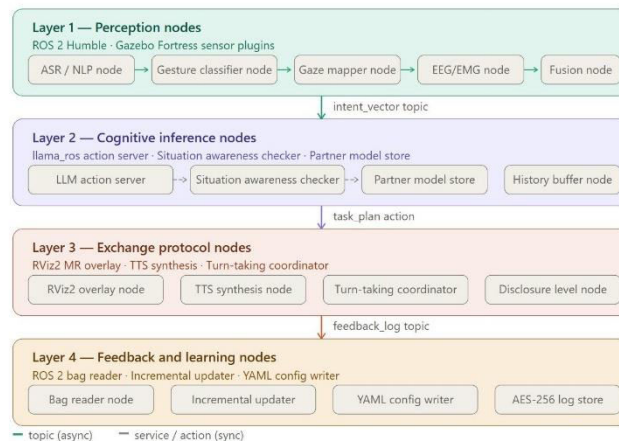 Layer 1 — Perception nodes
ROS 2 Humble · Gazebo Fortress sensor plugins
ASR / NLP node
Gesture classifier node
Gaze mapper node
EEG/EMG node
Fusion node
intent_vector topic
Layer 2 — Cognitive inference nodes
llama_ros action server · Situation awareness checker · Partner model store
LLM action server
Situation awareness checker
Partner model store
History buffer node
task_plan action
Layer 3 — Exchange protocol nodes
RViz2 MR overlay · TTS synthesis · Turn-taking coordinator
RViz2 overlay node
TTS synthesis node
Turn-taking coordinator
Disclosure level node
feedback_log topic
Layer 4 — Feedback and learning nodes
ROS 2 bag reader · Incremental updater · YAML config writer
Bag reader node
Incremental updater
YAML config writer
AES-256 log store
topic (async)
service / action (sync)